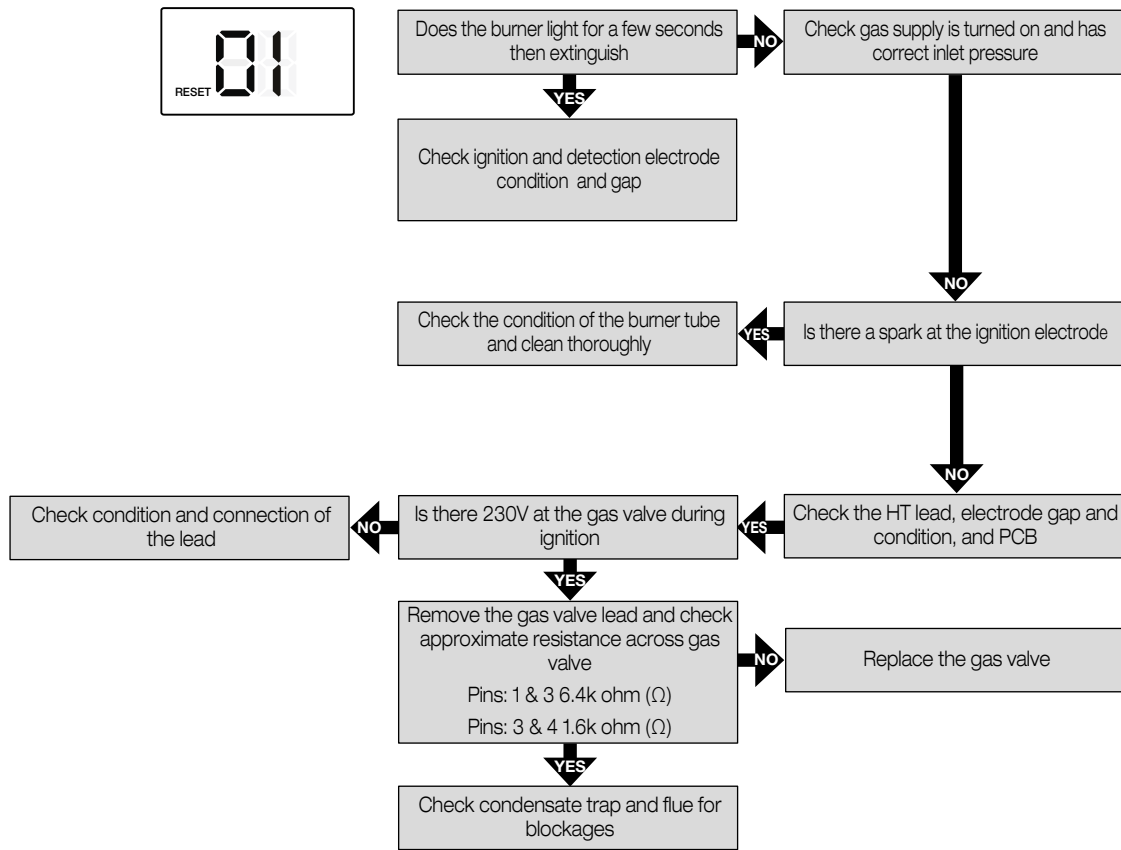 01
RESET
Does the burner light for a few seconds
then extinguish
NO
Check gas supply is turned on and has
correct inlet pressure
YES
Check ignition and detection electrode
condition and gap
NO
Check the condition of the burner tube
and clean thoroughly
YES
Is there a spark at the ignition electrode
NO
Check condition and connection of
the lead
NO
Is there 230V at the gas valve during
ignition
YES
Check the HT lead, electrode gap and
condition, and PCB
YES
Remove the gas valve lead and check
approximate resistance across gas
valve
Pins: 1 & 3 6.4k ohm (Ω)
Pins: 3 & 4 1.6k ohm (Ω)
NO
Replace the gas valve
YES
Check condensate trap and flue for
blockages